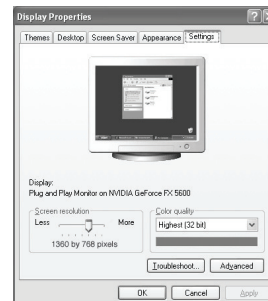 Display Properties
Themes Desktop Screen Saver Appearance Settings
Display:
Plug and Play Monitor on NVIDIA GeForce FX 5600
Screen resolution
Less More
1360 by 768 pixels
Color quality
Highest (32 bit)
Troubleshoot... Advanced
OK Cancel Apply